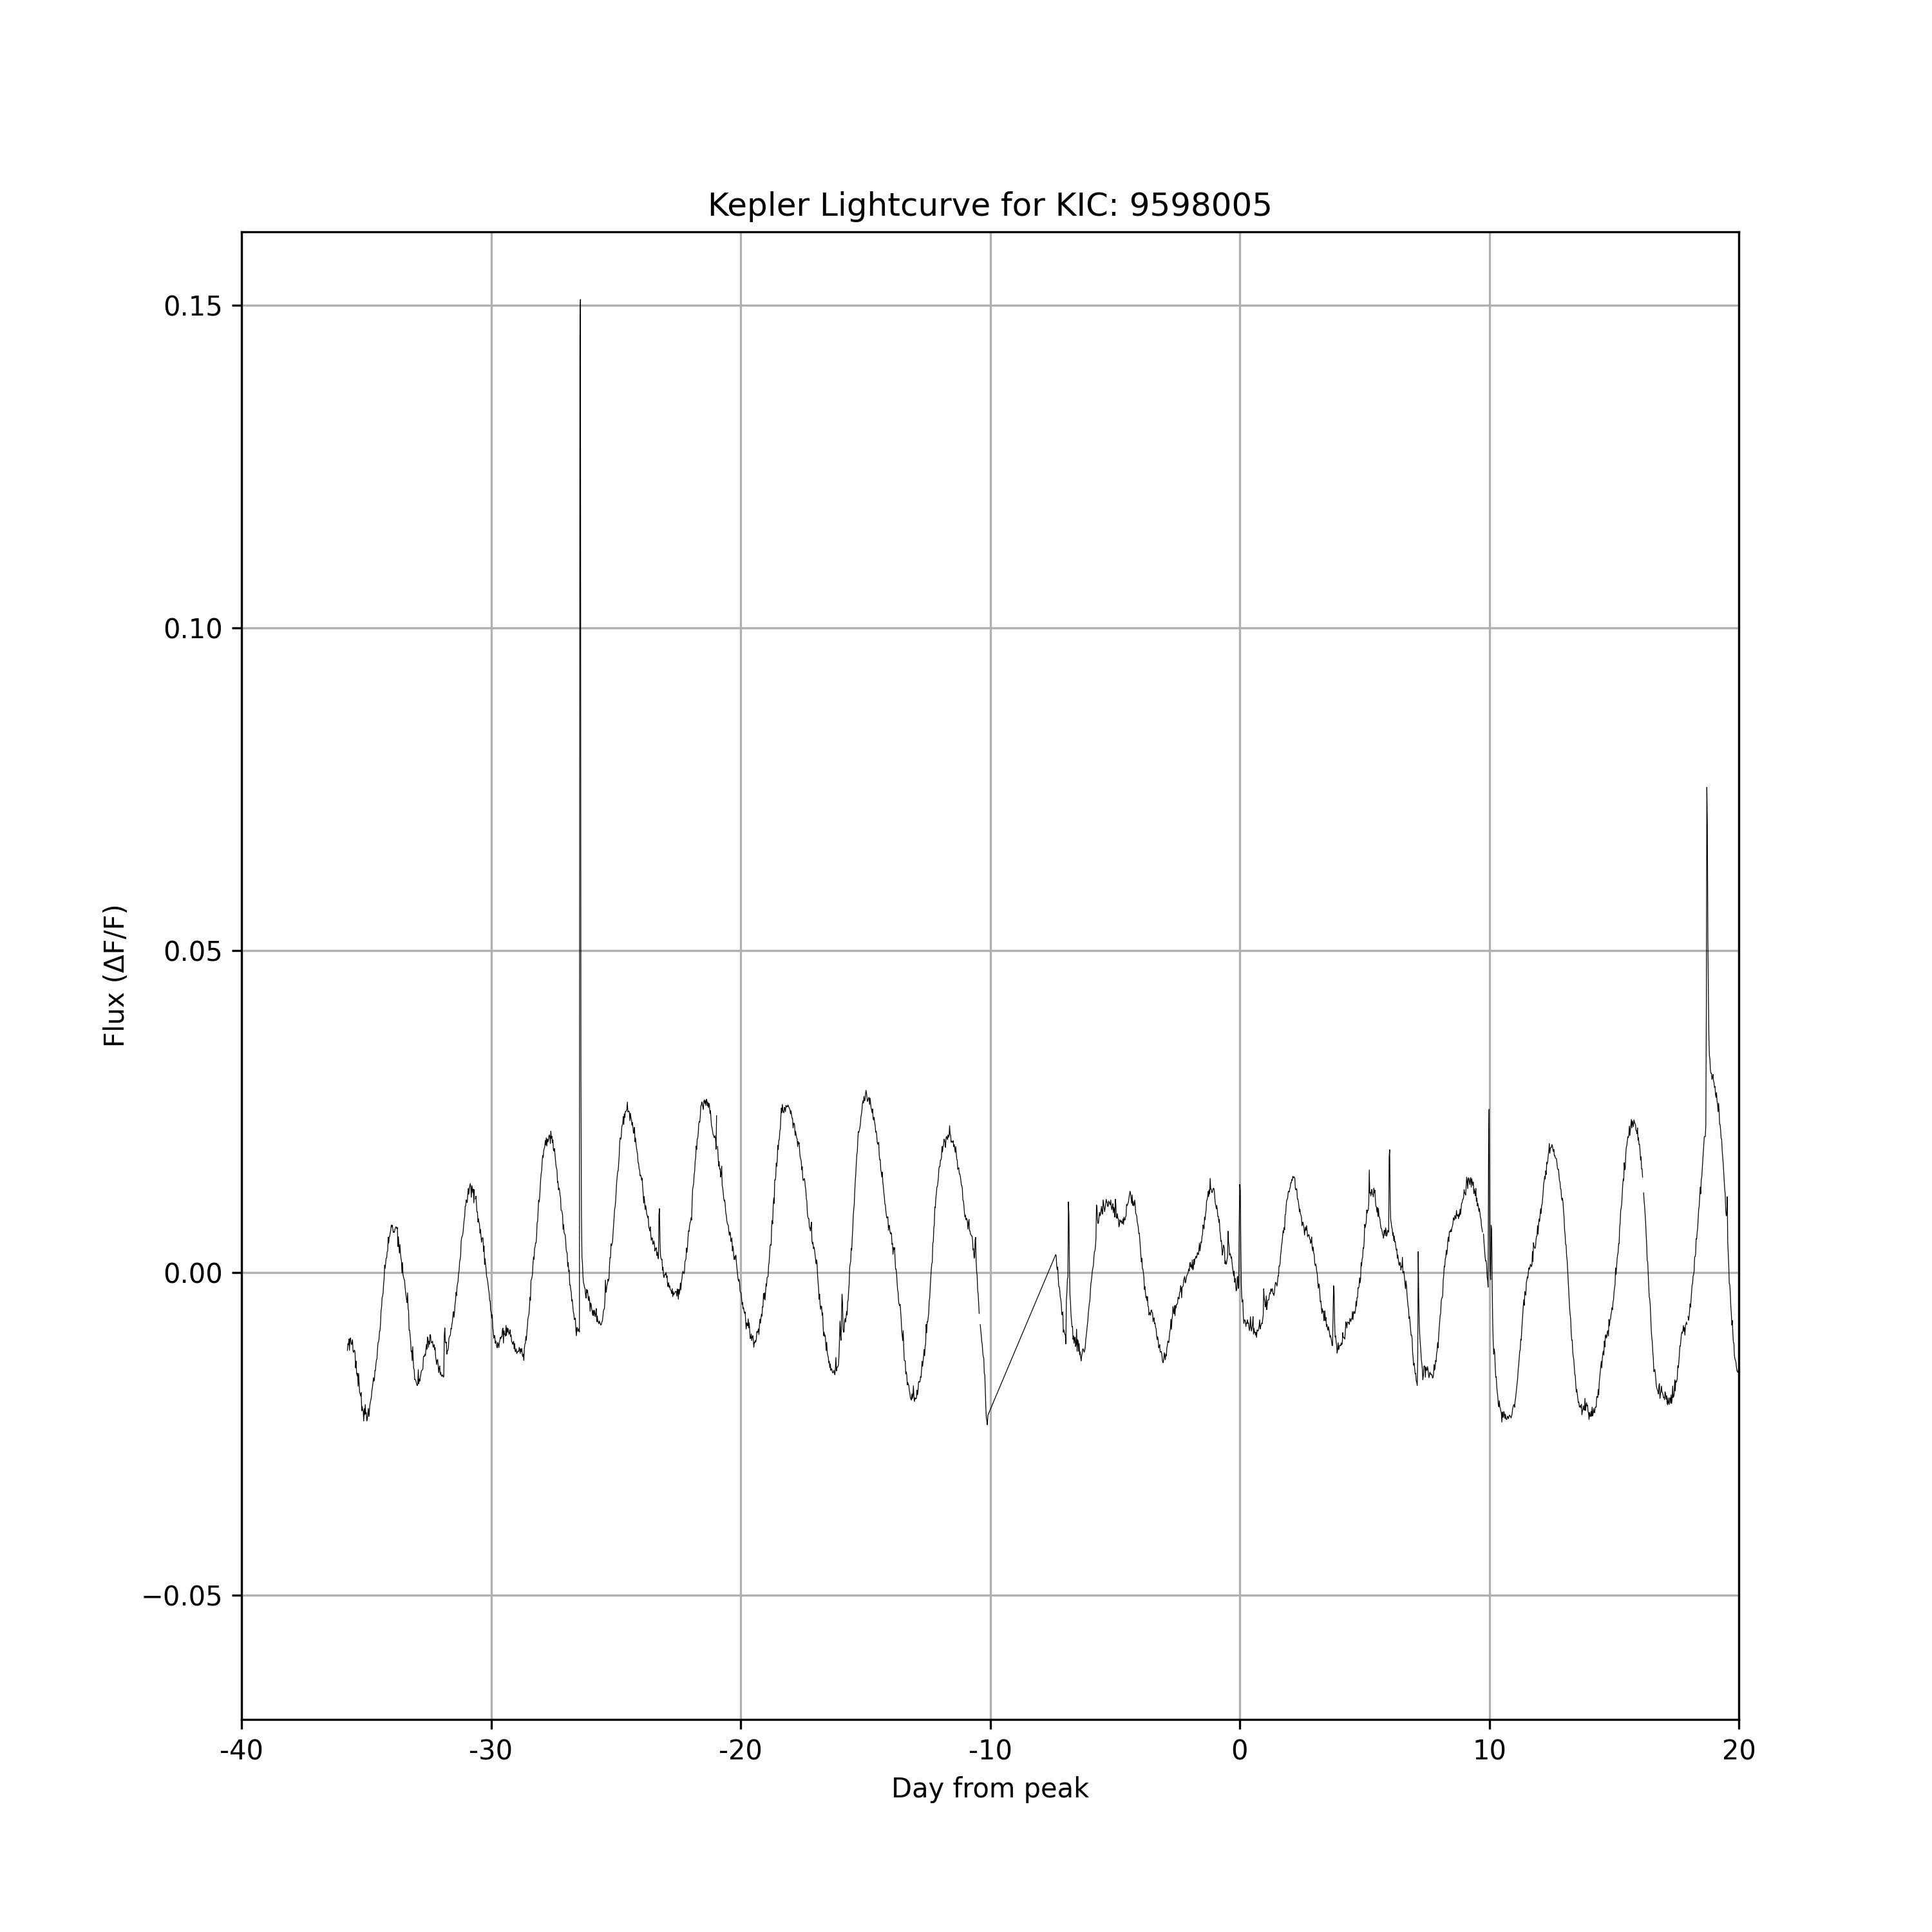 Kepler Lightcurve for KIC: 9598005
0.15
0.10
0.05
0.00
−0.05
Flux (ΔF/F)
-40 -30 -20 -10 0 10 20
Day from peak